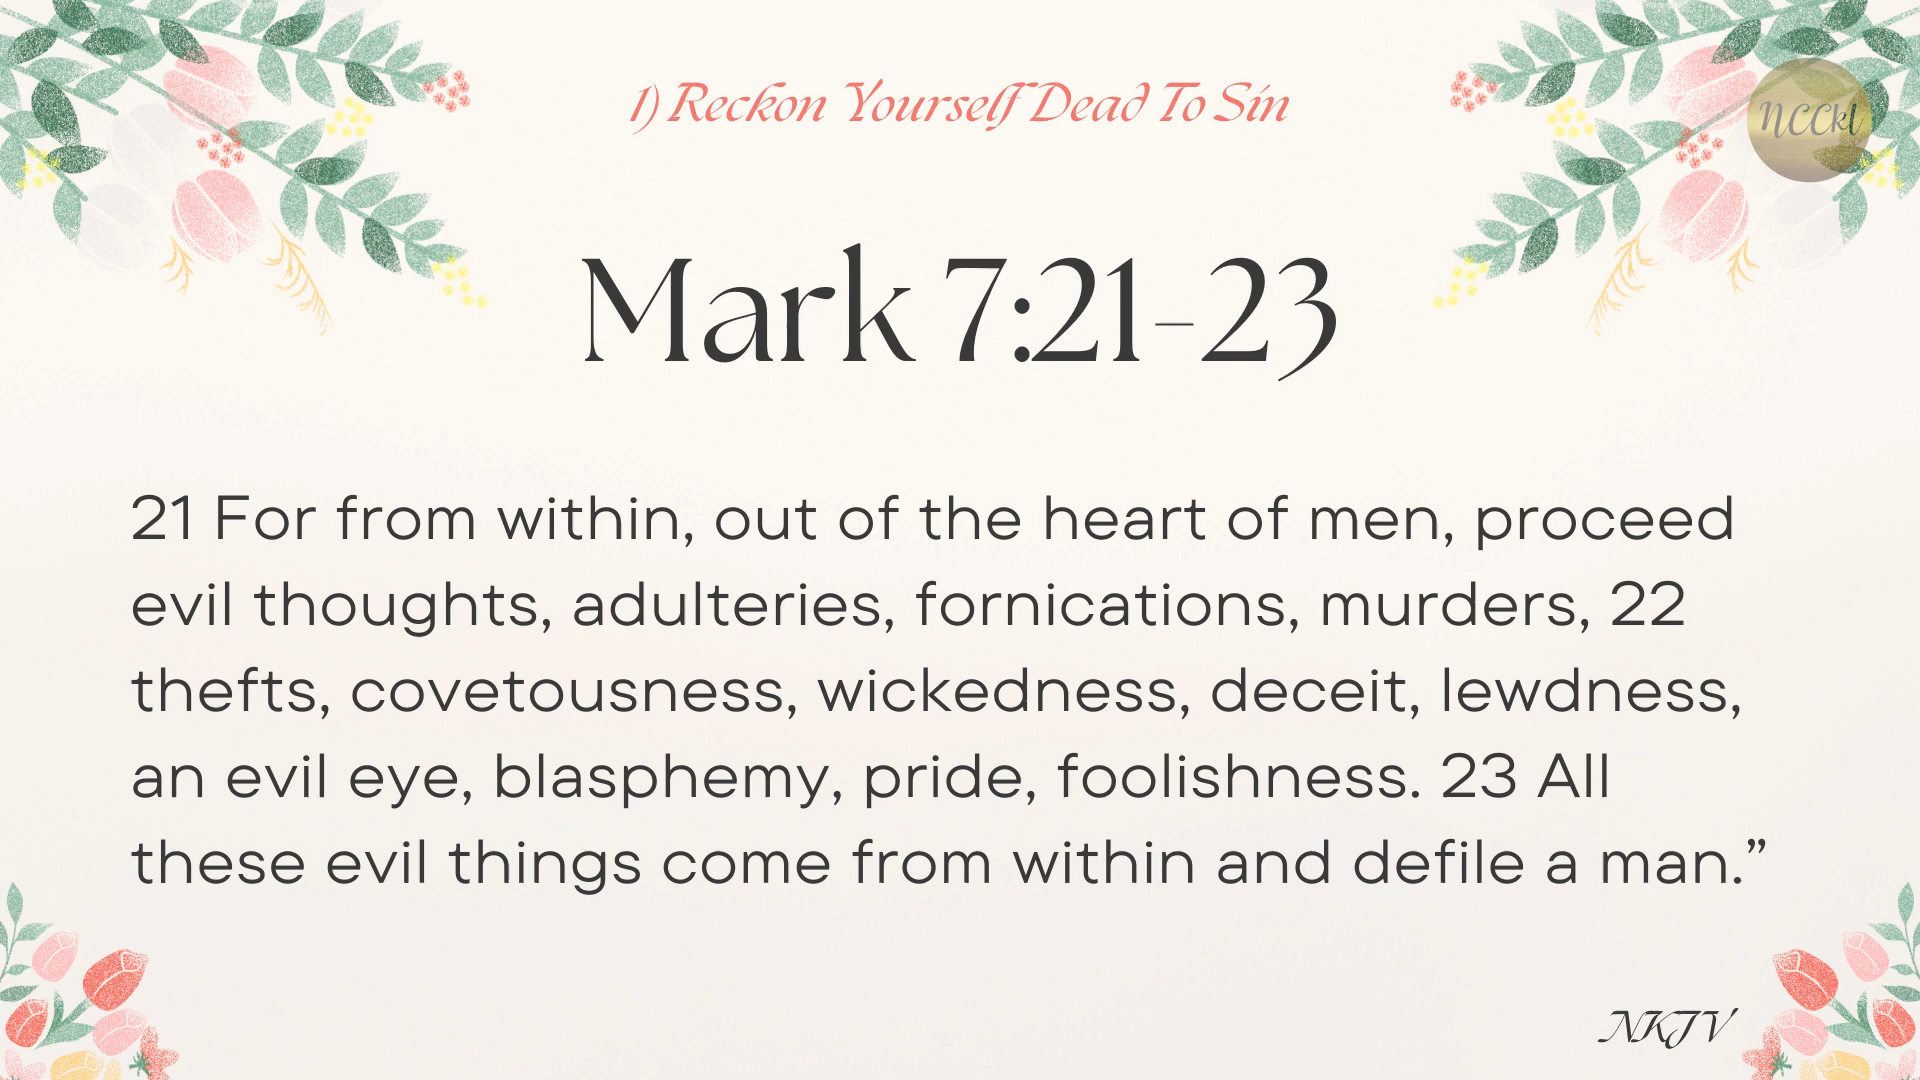 1) Reckon Yourself Dead To Sin
NCCkl
Mark 7:21-23
21 For from within, out of the heart of men, proceed
evil thoughts, adulteries, fornications, murders, 22
thefts, covetousness, wickedness, deceit, lewdness,
an evil eye, blasphemy, pride, foolishness. 23 All
these evil things come from within and defile a man.”
NKJV